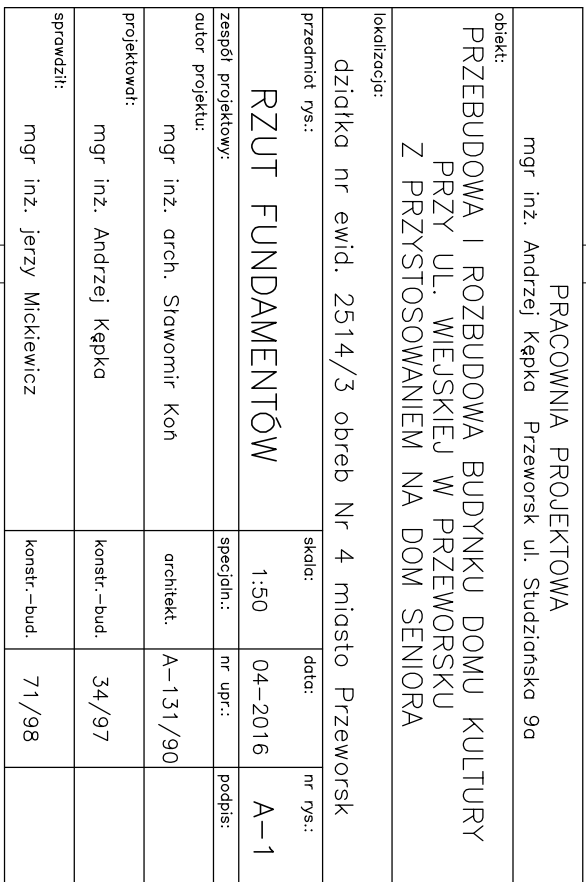 PRACOWNIA PROJEKTOWA
mgr inż. Andrzej Kępka Przeworsk ul. Studziańska 9a
obiekt:
PRZEBUDOWA I ROZBUDOWA BUDYNKU DOMU KULTURY
PRZY UL. WIEJSKIEJ W PRZEWORSKU
Z PRZYSTOSOWANIEM NA DOM SENIORA
lokalizacja:
działka nr ewid. 2514/3 obreb Nr 4 miasto Przeworsk
przedmiot rys.: skala: data: nr rys.:
RZUT FUNDAMENTÓW 1:50 04-2016 A-1
zespół projektowy: specjaln.: nr upr.: podpis:
autor projektu:
mgr inż. arch. Sławomir Koń architekt. A-131/90
projektował:
mgr inż. Andrzej Kępka konstr.-bud. 34/97
sprawdził:
mgr inż. jerzy Mickiewicz konstr.-bud. 71/98